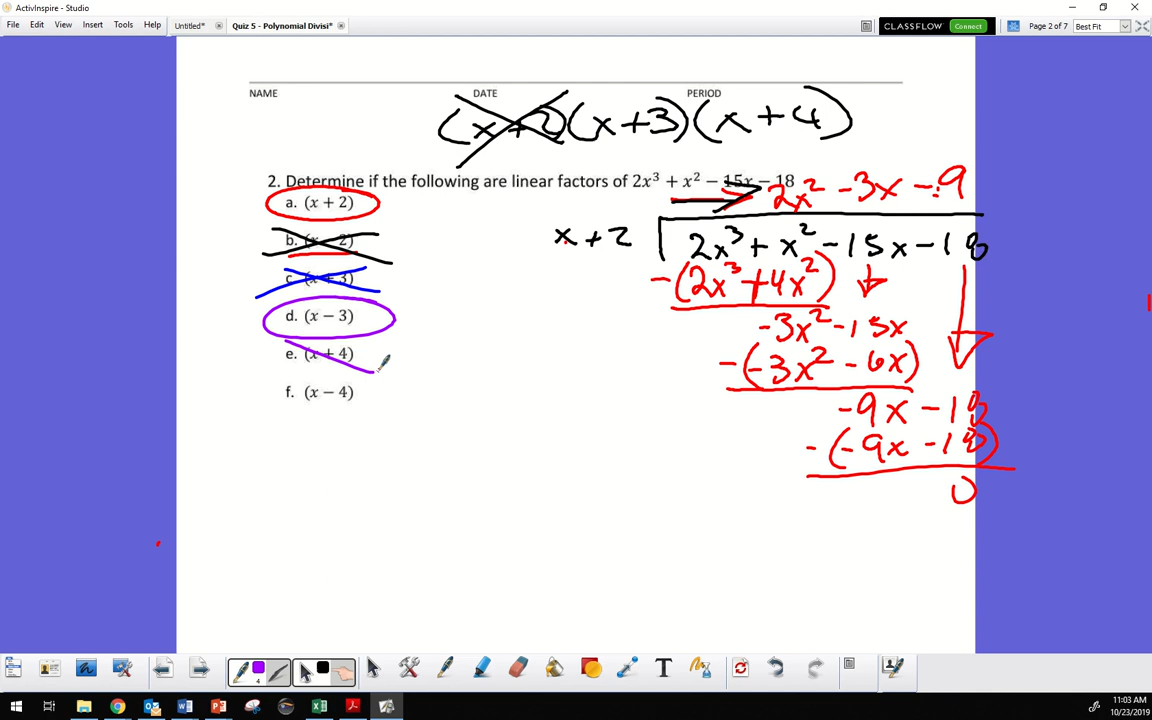 ActivInspire - Studio
File Edit View Insert Tools Help Untitled* Quiz 5 - Polynomial Divisi* CLASSFLOW Connect Page 2 of 7 Best Fit
NAME DATE PERIOD
(x+2)(x+3)(x+4)
2. Determine if the following are linear factors of 2x³ + x² − 15x − 18
2x² -3x -9
a. (x + 2)
b. (x − 2)
x+2 2x³ + x² -15x -18
c. (x + 3)
-(2x³ +4x²)
d. (x − 3)
-3x² -15x
e. (x + 4)
-(-3x² -6x)
f. (x − 4)
-9x -18
-(-9x -18)
0
4
T
11:03 AM
10/23/2019